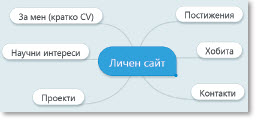 За мен (кратко CV)
Постижения
Научни интереси
Личен сайт
Хобита
Проекти
Контакти